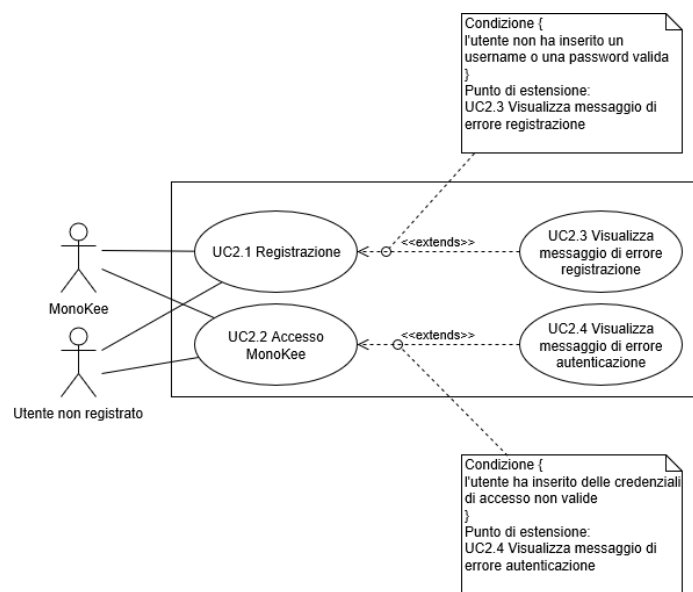 Condizione {
l'utente non ha inserito un
username o una password valida
}
Punto di estensione:
UC2.3 Visualizza messaggio di
errore registrazione
UC2.1 Registrazione
<<extends>>
UC2.3 Visualizza
messaggio di errore
registrazione
MonoKee
UC2.2 Accesso
MonoKee
<<extends>>
UC2.4 Visualizza
messaggio di errore
autenticazione
Utente non registrato
Condizione {
l'utente ha inserito delle credenziali
di accesso non valide
}
Punto di estensione:
UC2.4 Visualizza messaggio di
errore autenticazione